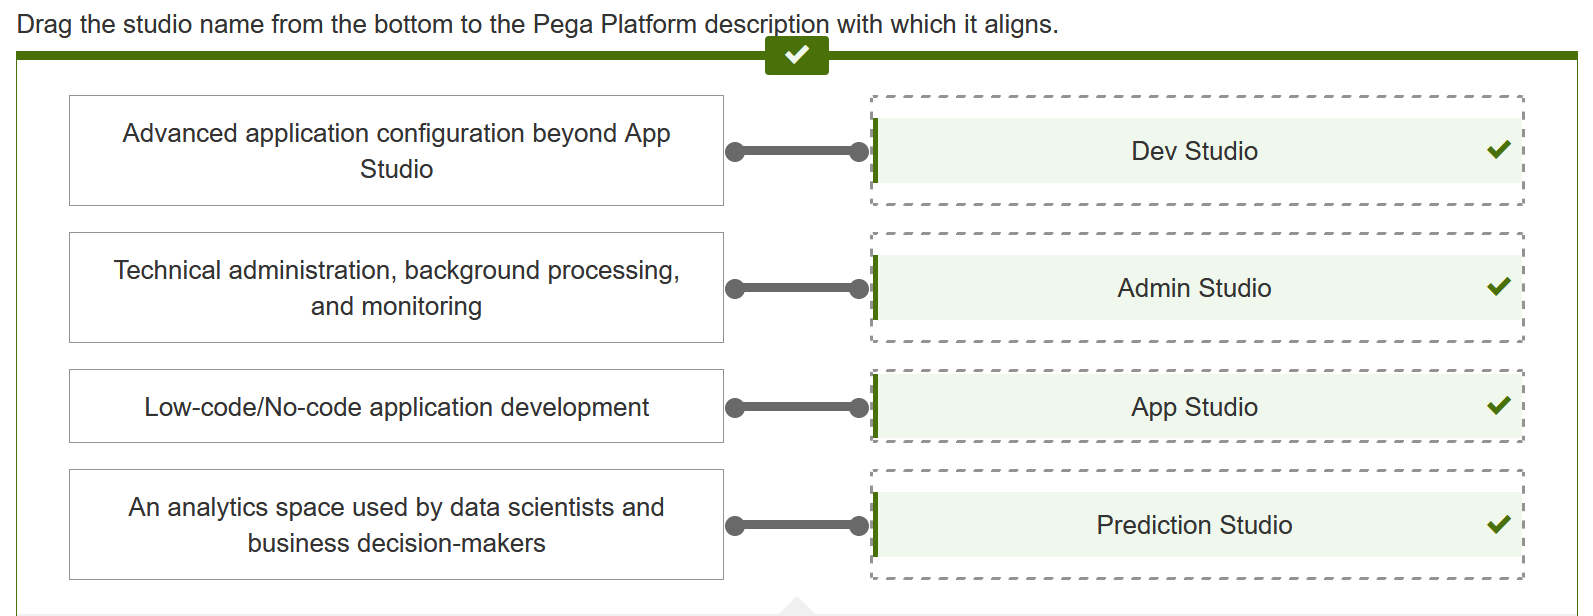 Drag the studio name from the bottom to the Pega Platform description with which it aligns.
Advanced application configuration beyond App
Studio
Dev Studio
Technical administration, background processing,
and monitoring
Admin Studio
Low-code/No-code application development
App Studio
An analytics space used by data scientists and
business decision-makers
Prediction Studio